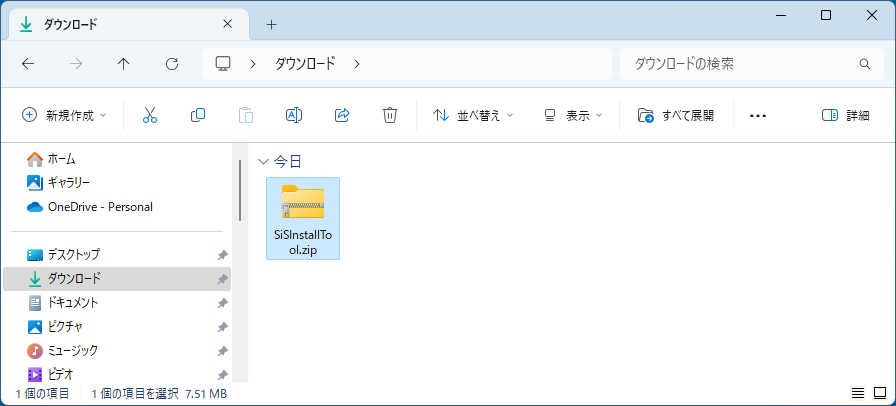 ダウンロード
ダウンロード
ダウンロードの検索
新規作成
並べ替え
表示
すべて展開
詳細
ホーム
ギャラリー
OneDrive - Personal
デスクトップ
ダウンロード
ドキュメント
ピクチャ
ミュージック
ビデオ
今日
SiSInstallTo
ol.zip
1 個の項目
1 個の項目を選択 7.51 MB